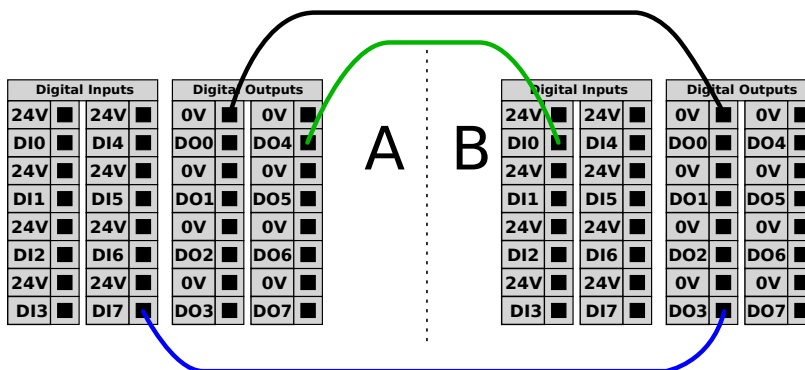 Digital Inputs Digital Outputs Digital Inputs Digital Outputs
24V 24V 0V 0V 24V 24V 0V 0V
DI0 DI4 DO0 DO4 A B DI0 DI4 DO0 DO4
24V 24V 0V 0V 24V 24V 0V 0V
DI1 DI5 DO1 DO5 DI1 DI5 DO1 DO5
24V 24V 0V 0V 24V 24V 0V 0V
DI2 DI6 DO2 DO6 DI2 DI6 DO2 DO6
24V 24V 0V 0V 24V 24V 0V 0V
DI3 DI7 DO3 DO7 DI3 DI7 DO3 DO7